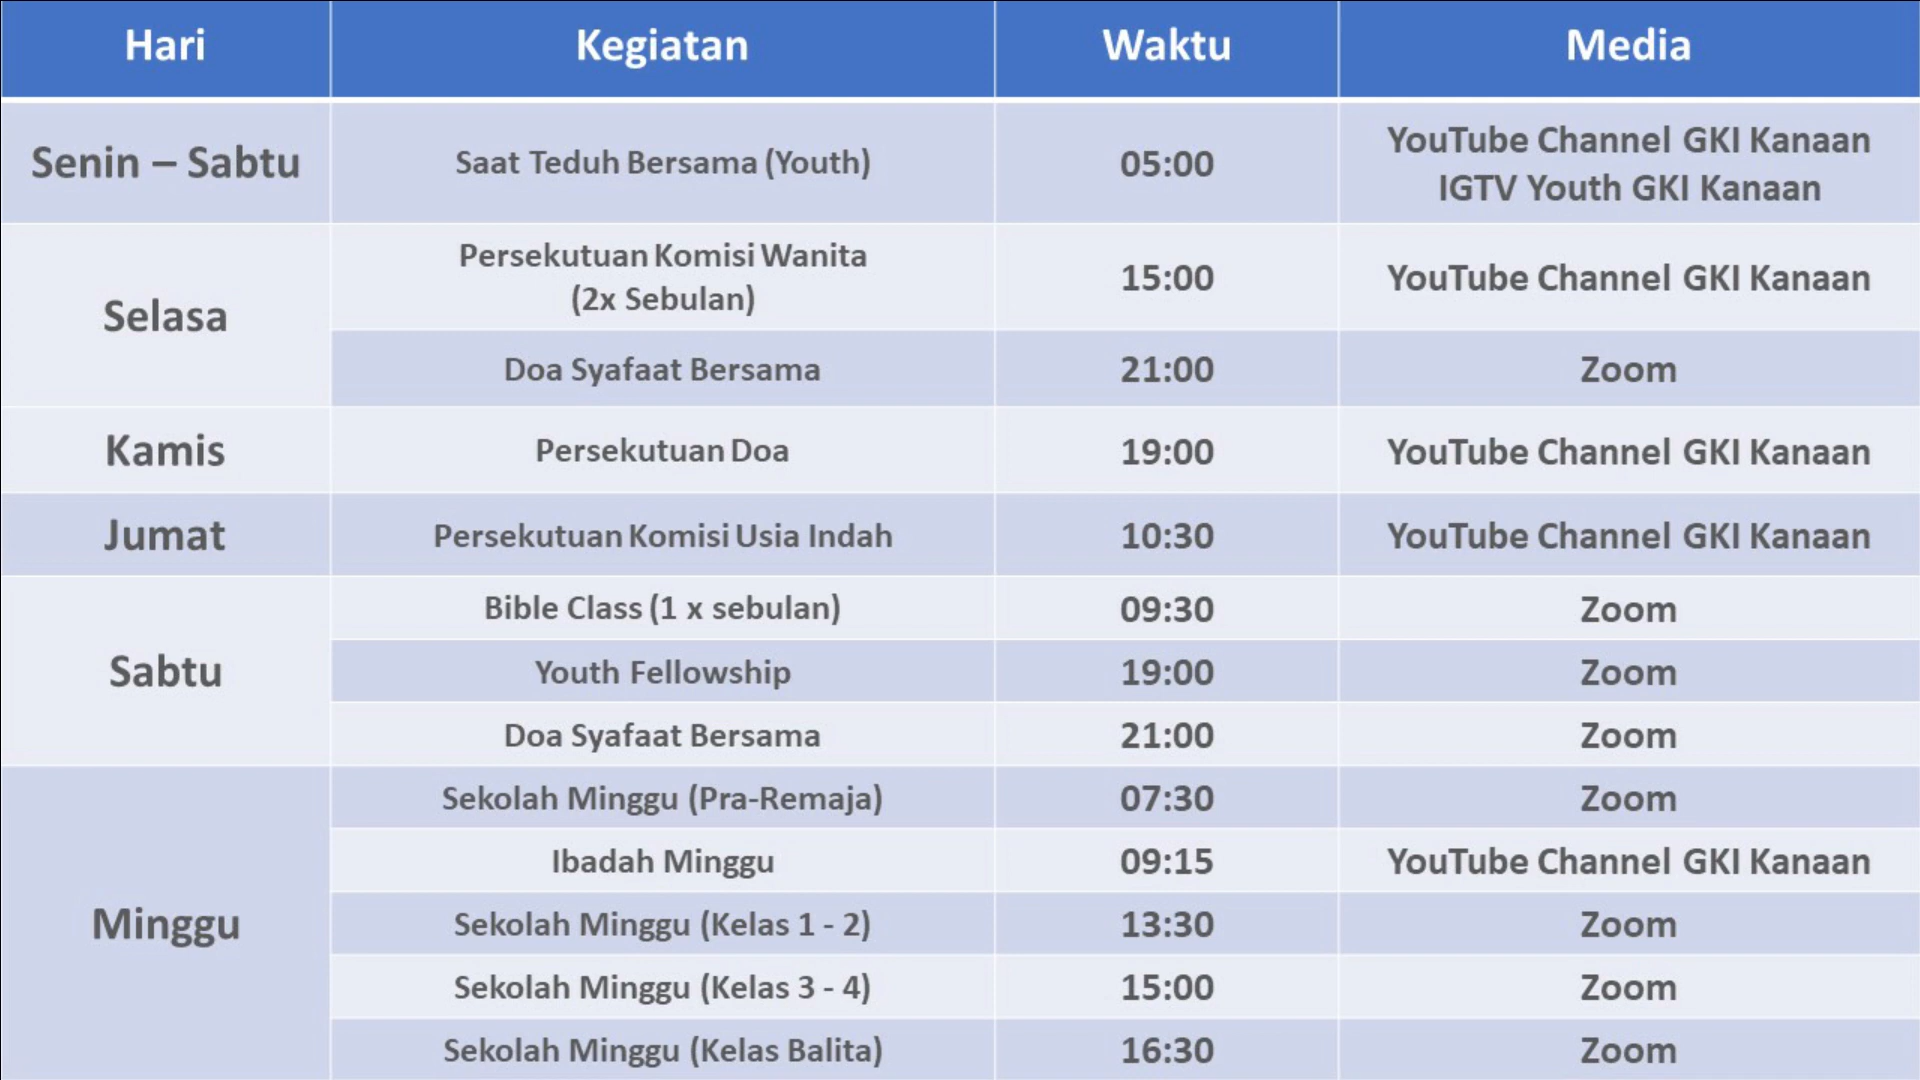 Hari Kegiatan Waktu Media
Senin – Sabtu Saat Teduh Bersama (Youth) 05:00 YouTube Channel GKI Kanaan
IGTV Youth GKI Kanaan
Selasa Persekutuan Komisi Wanita
(2x Sebulan) 15:00 YouTube Channel GKI Kanaan
Doa Syafaat Bersama 21:00 Zoom
Kamis Persekutuan Doa 19:00 YouTube Channel GKI Kanaan
Jumat Persekutuan Komisi Usia Indah 10:30 YouTube Channel GKI Kanaan
Sabtu Bible Class (1 x sebulan) 09:30 Zoom
Youth Fellowship 19:00 Zoom
Doa Syafaat Bersama 21:00 Zoom
Minggu Sekolah Minggu (Pra-Remaja) 07:30 Zoom
Ibadah Minggu 09:15 YouTube Channel GKI Kanaan
Sekolah Minggu (Kelas 1 - 2) 13:30 Zoom
Sekolah Minggu (Kelas 3 - 4) 15:00 Zoom
Sekolah Minggu (Kelas Balita) 16:30 Zoom